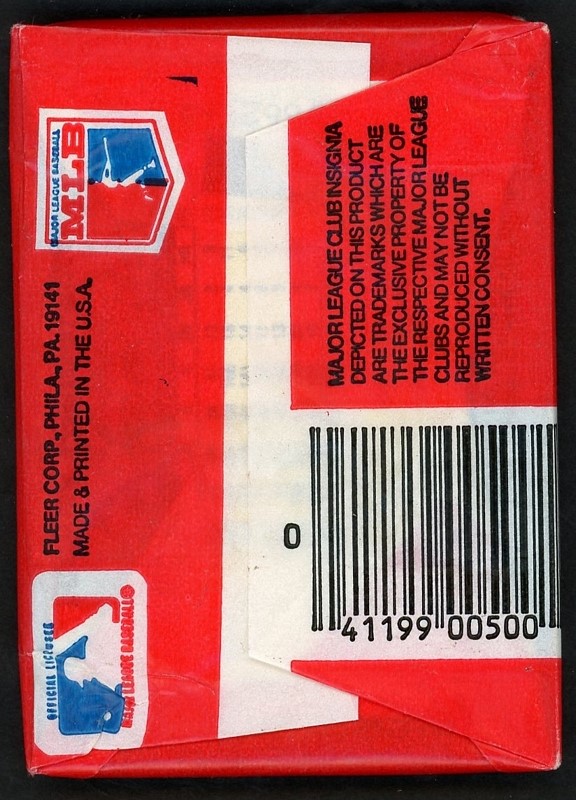 MAJOR LEAGUE BASEBALL
MLB
FLEER CORP., PHILA., PA. 19141
MADE & PRINTED IN THE U.S.A.
OFFICIAL LICENSEE
MAJOR LEAGUE BASEBALL®
MAJOR LEAGUE CLUB INSIGNIA
DEPICTED ON THIS PRODUCT
ARE TRADEMARKS WHICH ARE
THE EXCLUSIVE PROPERTY OF
THE RESPECTIVE MAJOR LEAGUE
CLUBS AND MAY NOT BE
REPRODUCED WITHOUT
WRITTEN CONSENT.
0
41199 00500